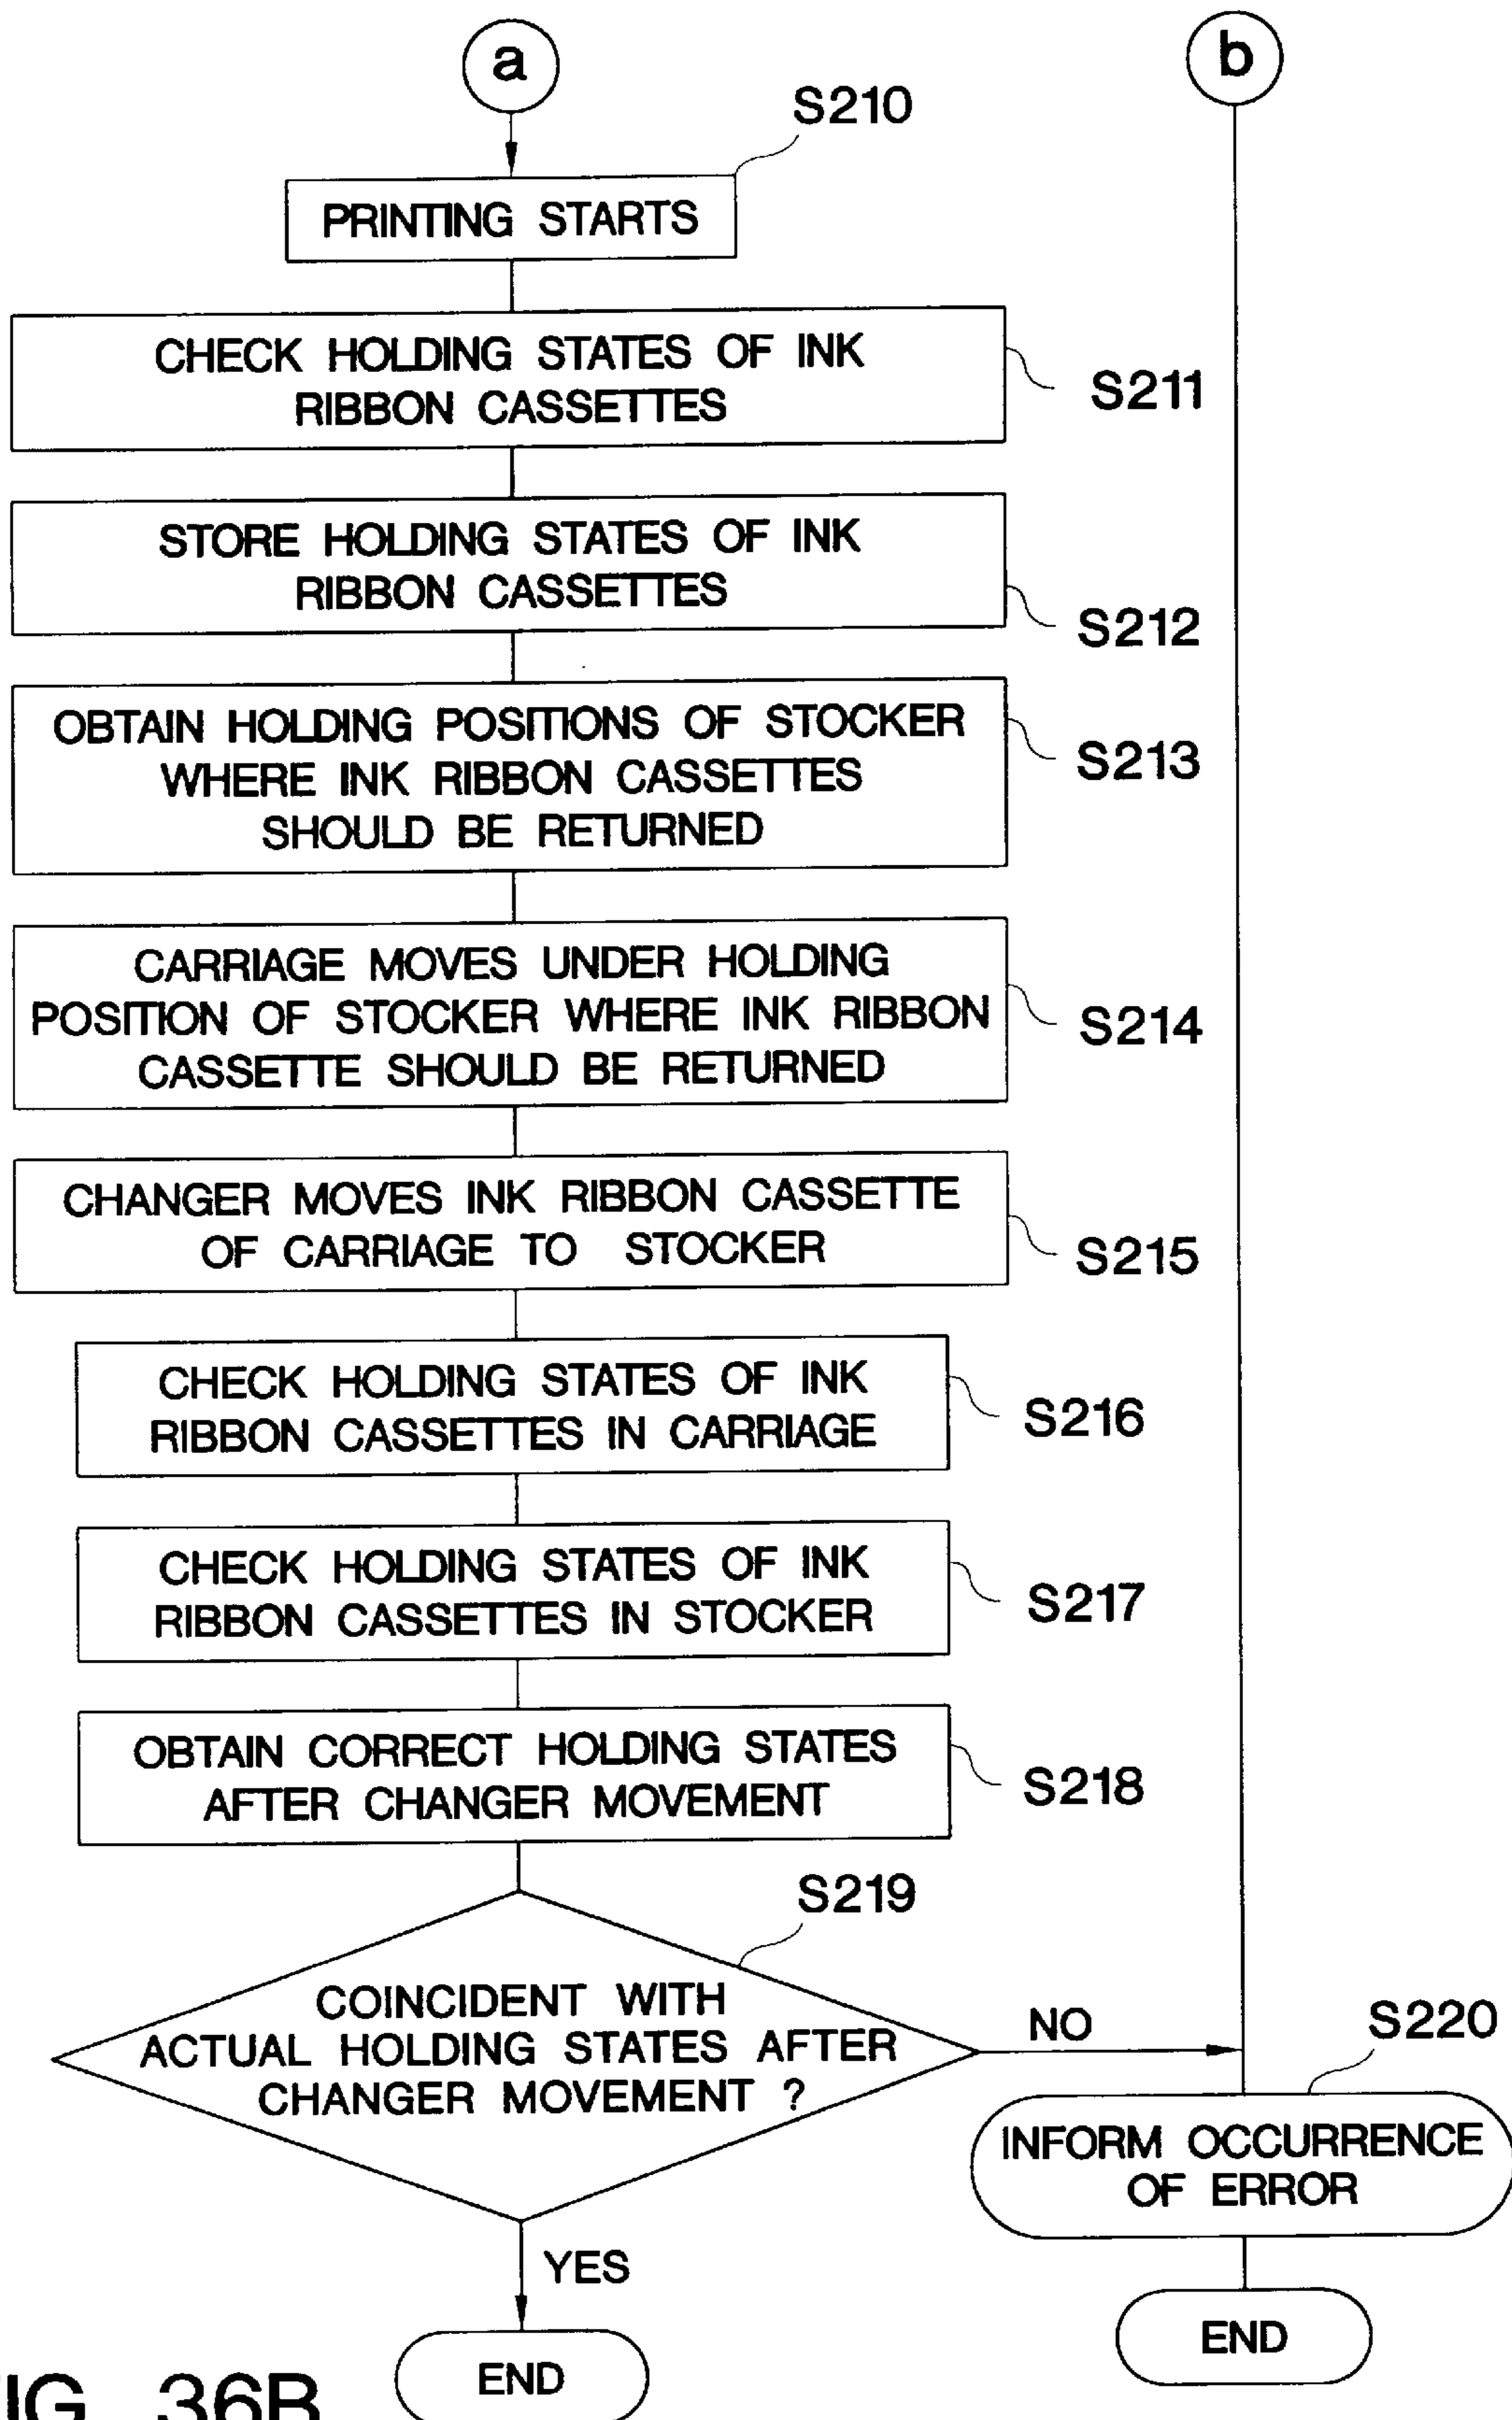 a
b
S210
PRINTING STARTS
CHECK HOLDING STATES OF INK
RIBBON CASSETTES
S211
STORE HOLDING STATES OF INK
RIBBON CASSETTES
S212
OBTAIN HOLDING POSITIONS OF STOCKER
WHERE INK RIBBON CASSETTES
SHOULD BE RETURNED
S213
CARRIAGE MOVES UNDER HOLDING
POSITION OF STOCKER WHERE INK RIBBON
CASSETTE SHOULD BE RETURNED
S214
CHANGER MOVES INK RIBBON CASSETTE
OF CARRIAGE TO STOCKER
S215
CHECK HOLDING STATES OF INK
RIBBON CASSETTES IN CARRIAGE
S216
CHECK HOLDING STATES OF INK
RIBBON CASSETTES IN STOCKER
S217
OBTAIN CORRECT HOLDING STATES
AFTER CHANGER MOVEMENT
S218
S219
COINCIDENT WITH
ACTUAL HOLDING STATES AFTER
CHANGER MOVEMENT ?
NO
S220
INFORM OCCURRENCE
OF ERROR
YES
END
END
IG. 36B